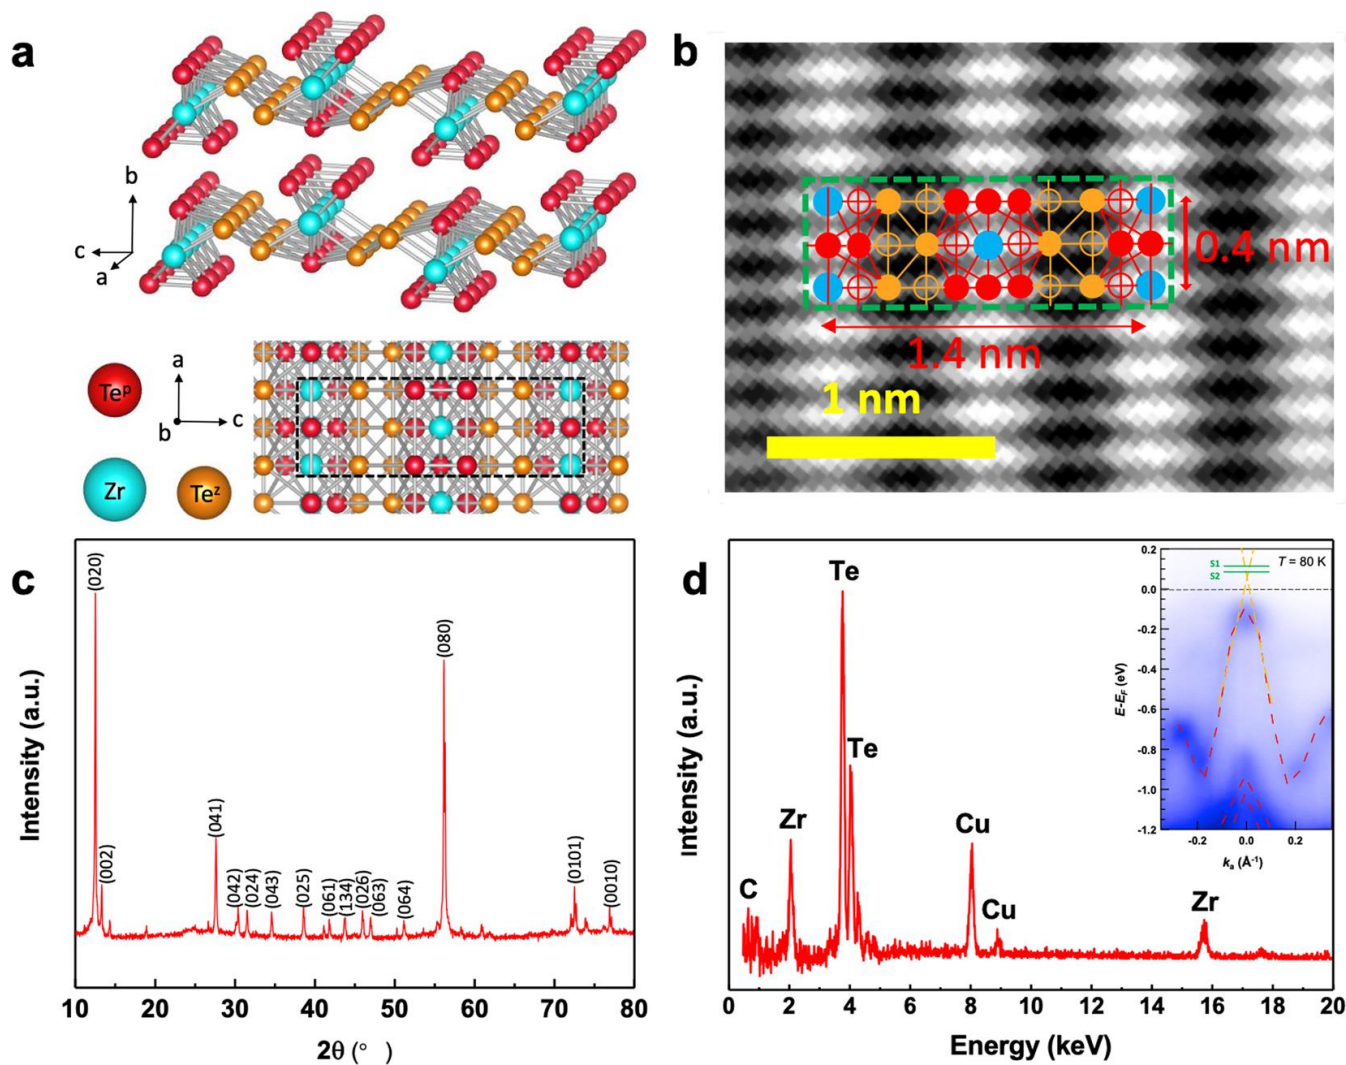 a
b
c
a
Te^p
Zr
Te^z
a
b
c
b
0.4 nm
1.4 nm
1 nm
c
Intensity (a.u.)
(020)
(002)
(041)
(042)
(024)
(043)
(025)
(061)
(134)
(026)
(063)
(064)
(080)
(0101)
(0010)
10 20 30 40 50 60 70 80
2θ (° )
d
Intensity (a.u.)
C
Zr
Te
Te
Cu
Cu
Zr
0 2 4 6 8 10 12 14 16 18 20
Energy (keV)
S1
S2
T = 80 K
E-E_F (eV)
0.2
0.0
-0.2
-0.4
-0.6
-0.8
-1.0
-1.2
-0.2 0.0 0.2
k_a (Å^-1)